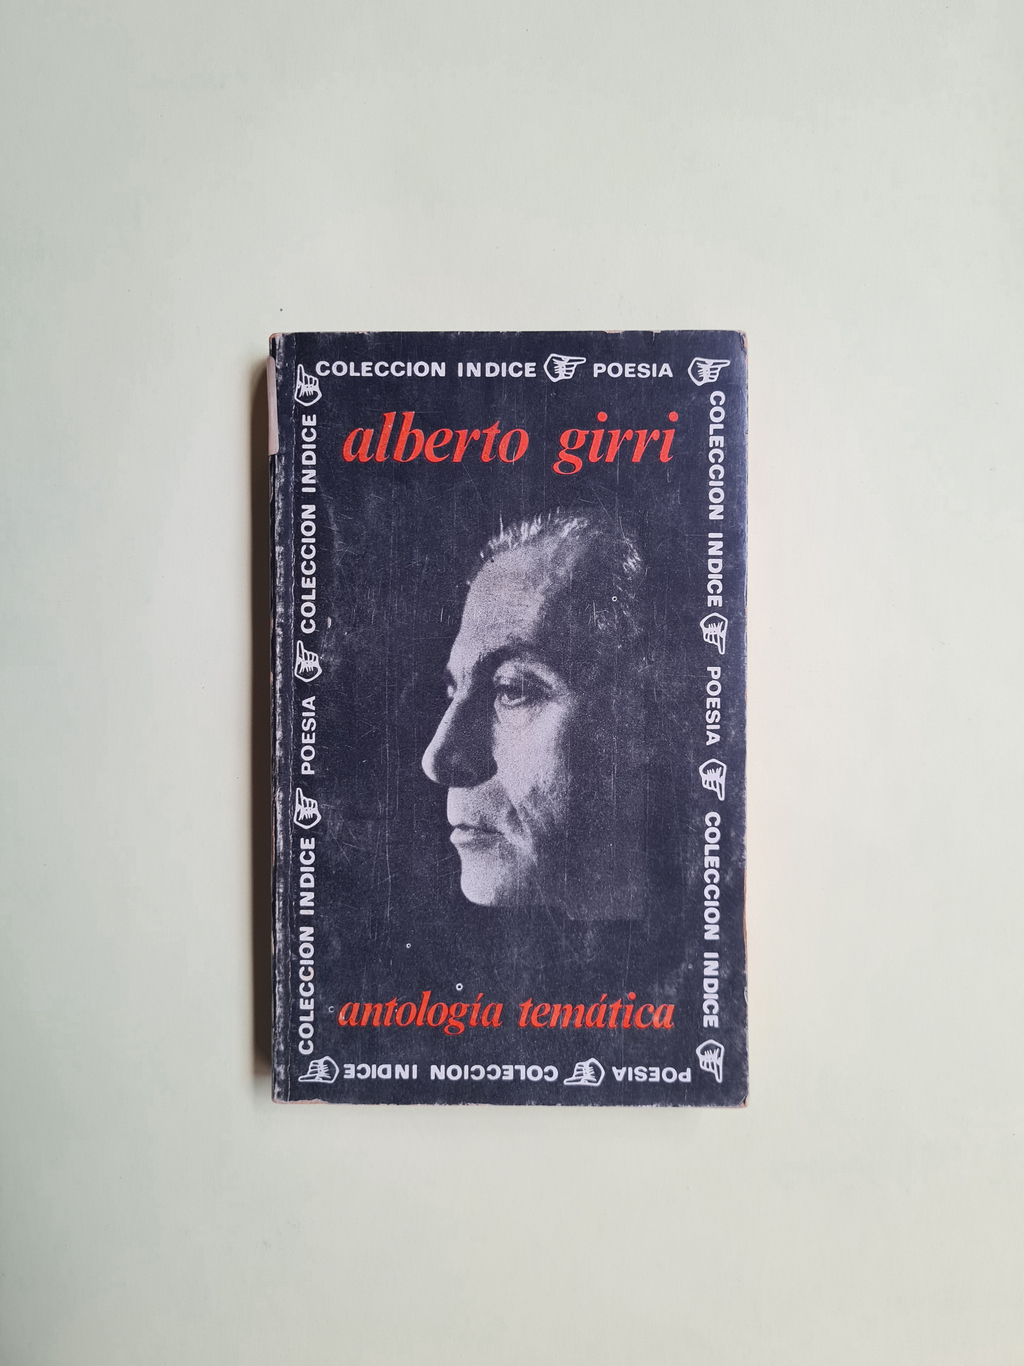 COLECCION INDICE POESIA
alberto girri
COLECCION INDICE POESIA COLECCION INDICE
antología temática
POESIA COLECCION INDICE
COLECCION INDICE POESIA COLECCION INDICE